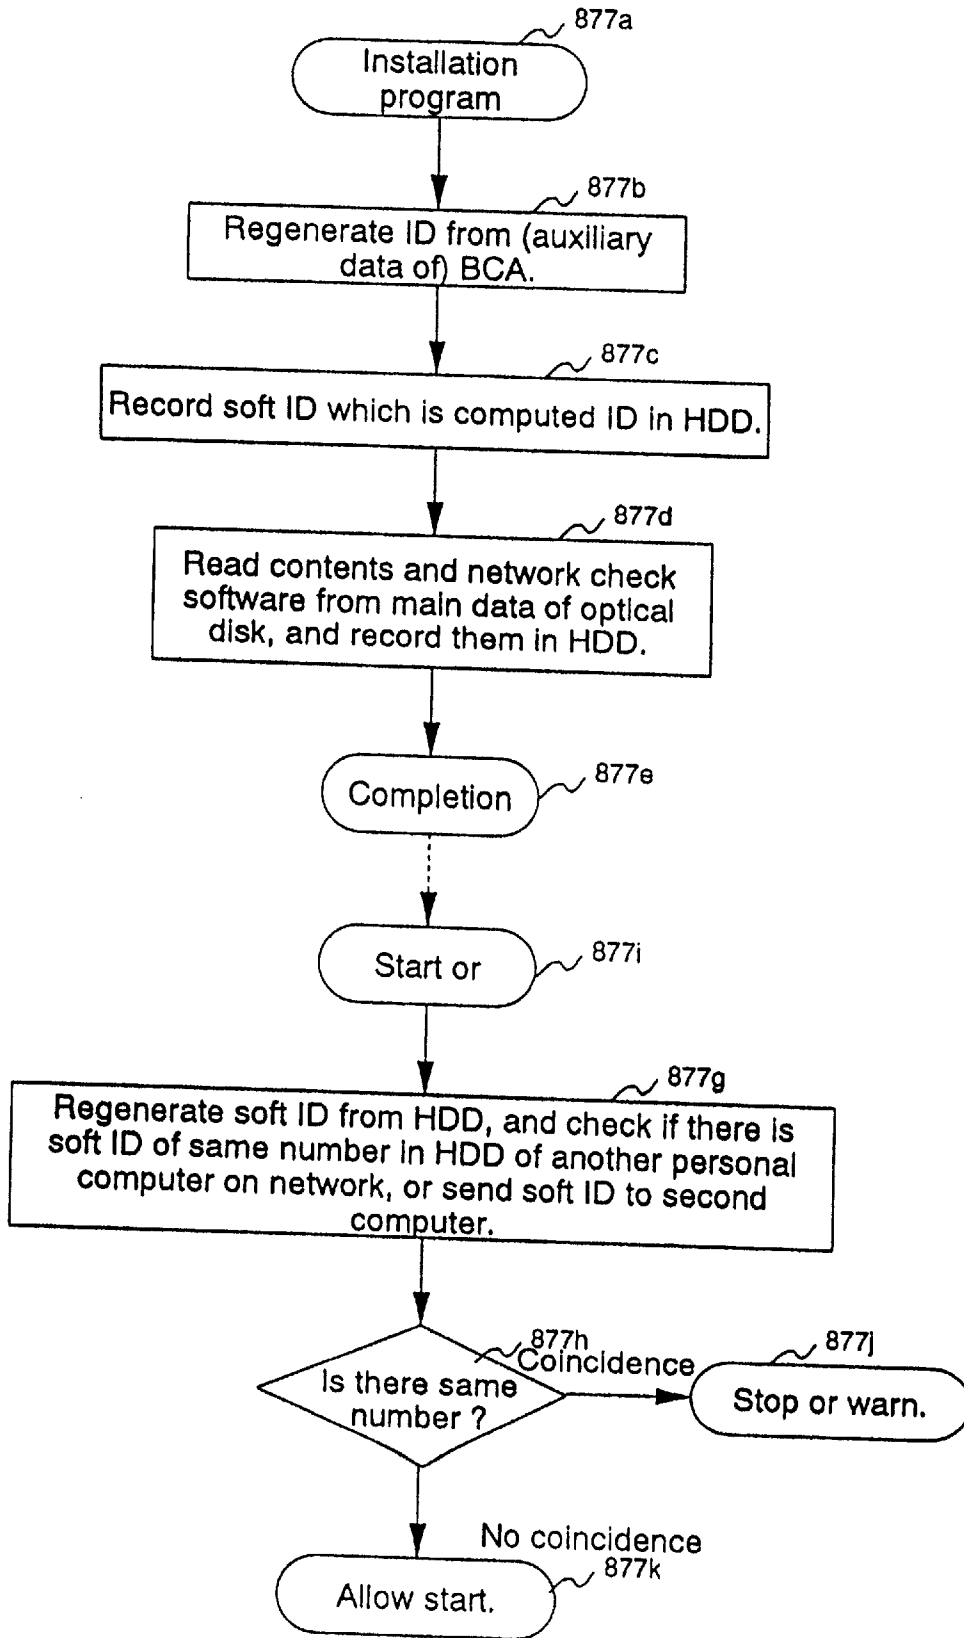 877a
Installation
program
877b
Regenerate ID from (auxiliary
data of) BCA.
877c
Record soft ID which is computed ID in HDD.
877d
Read contents and network check
software from main data of optical
disk, and record them in HDD.
Completion
877e
Start or
877i
877g
Regenerate soft ID from HDD, and check if there is
soft ID of same number in HDD of another personal
computer on network, or send soft ID to second
computer.
877h
Coincidence
877j
Is there same
number ?
Stop or warn.
No coincidence
877k
Allow start.